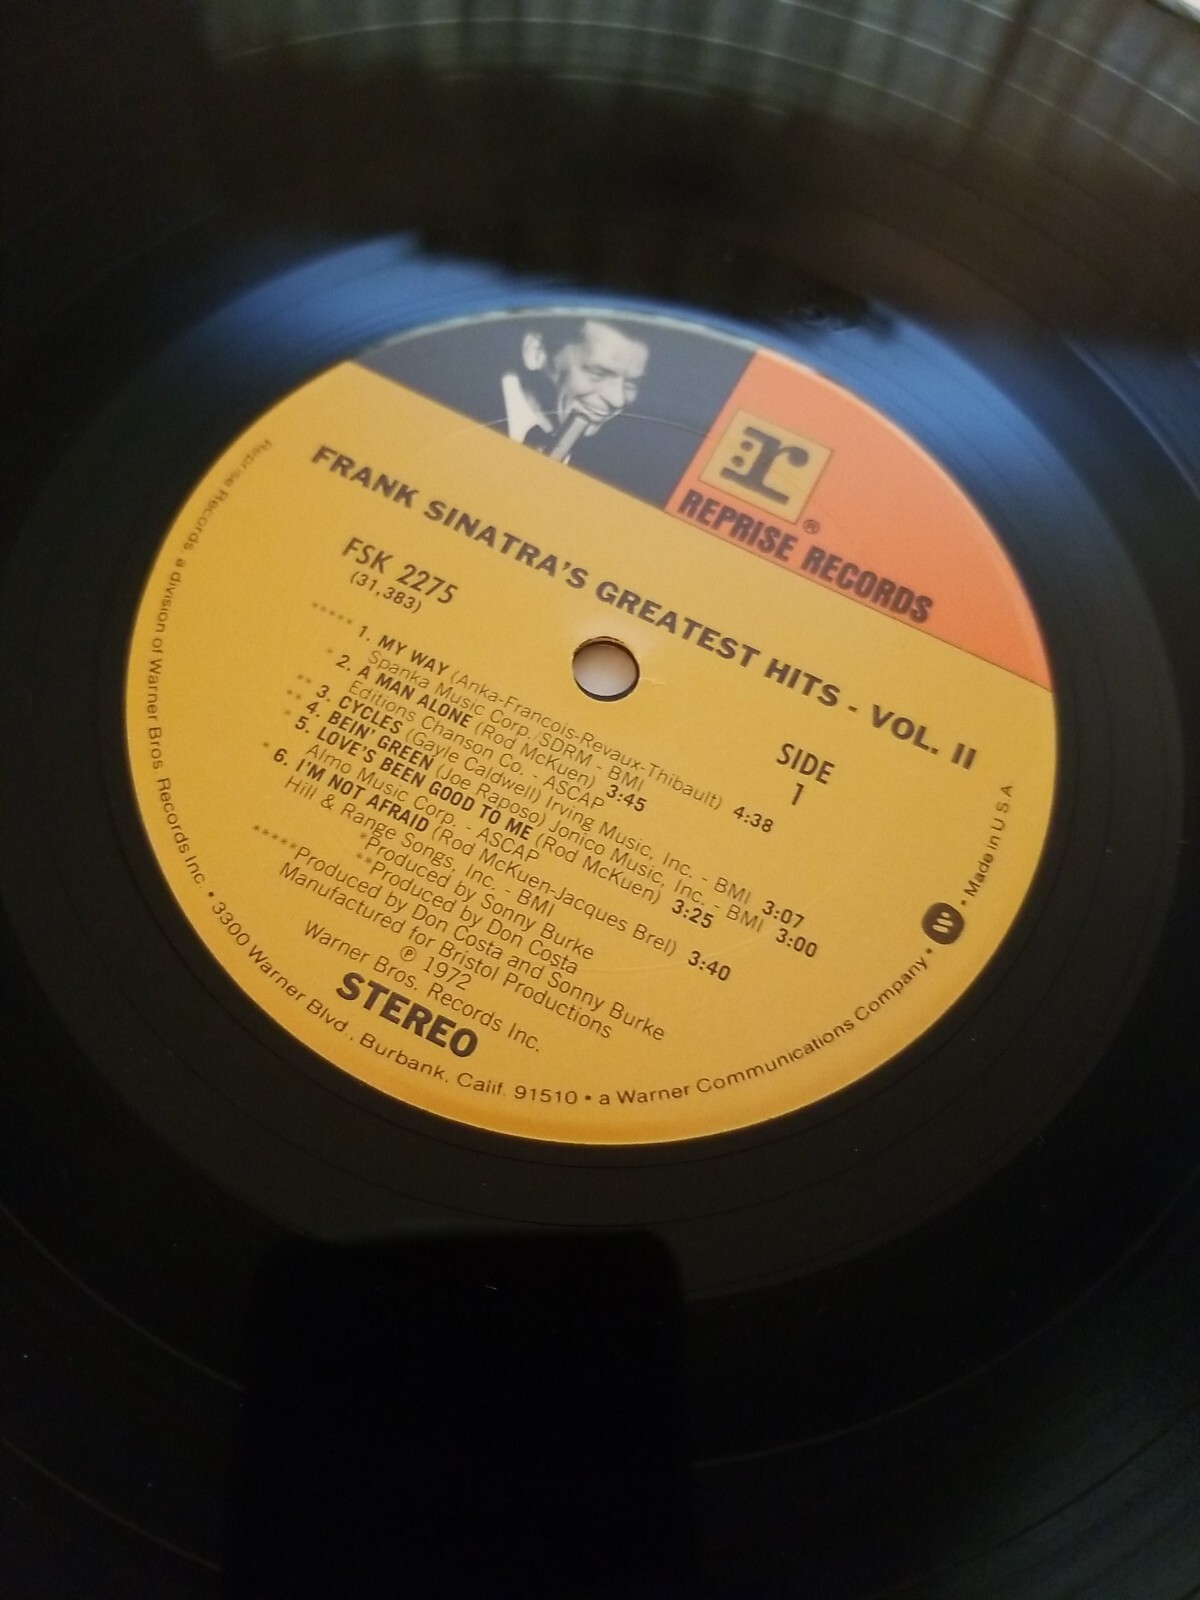 r®
REPRISE RECORDS
FRANK SINATRA'S GREATEST HITS - VOL. II
FSK 2275
(31,383)
SIDE
1
***** 1. MY WAY (Anka-Francois-Revaux-Thibault) 4:38
Spanka Music Corp./SDRM - BMI
* 2. A MAN ALONE (Rod McKuen) 3:45
Editions Chanson Co. - ASCAP
** 3. CYCLES (Gayle Caldwell) Irving Music, Inc. - BMI 3:07
** 4. BEIN' GREEN (Joe Raposo) Jonico Music, Inc. - BMI 3:00
* 5. LOVE'S BEEN GOOD TO ME (Rod McKuen) 3:25
Almo Music Corp. - ASCAP
* 6. I'M NOT AFRAID (Rod McKuen-Jacques Brel) 3:40
Hill & Range Songs, Inc. - BMI
*Produced by Sonny Burke
**Produced by Don Costa
*****Produced by Don Costa and Sonny Burke
Manufactured for Bristol Productions
℗ 1972
Warner Bros. Records Inc.
STEREO
Reprise Records, a division of Warner Bros. Records Inc. • 3300 Warner Blvd., Burbank, Calif. 91510 • a Warner Communications Company • W • Made in U S A